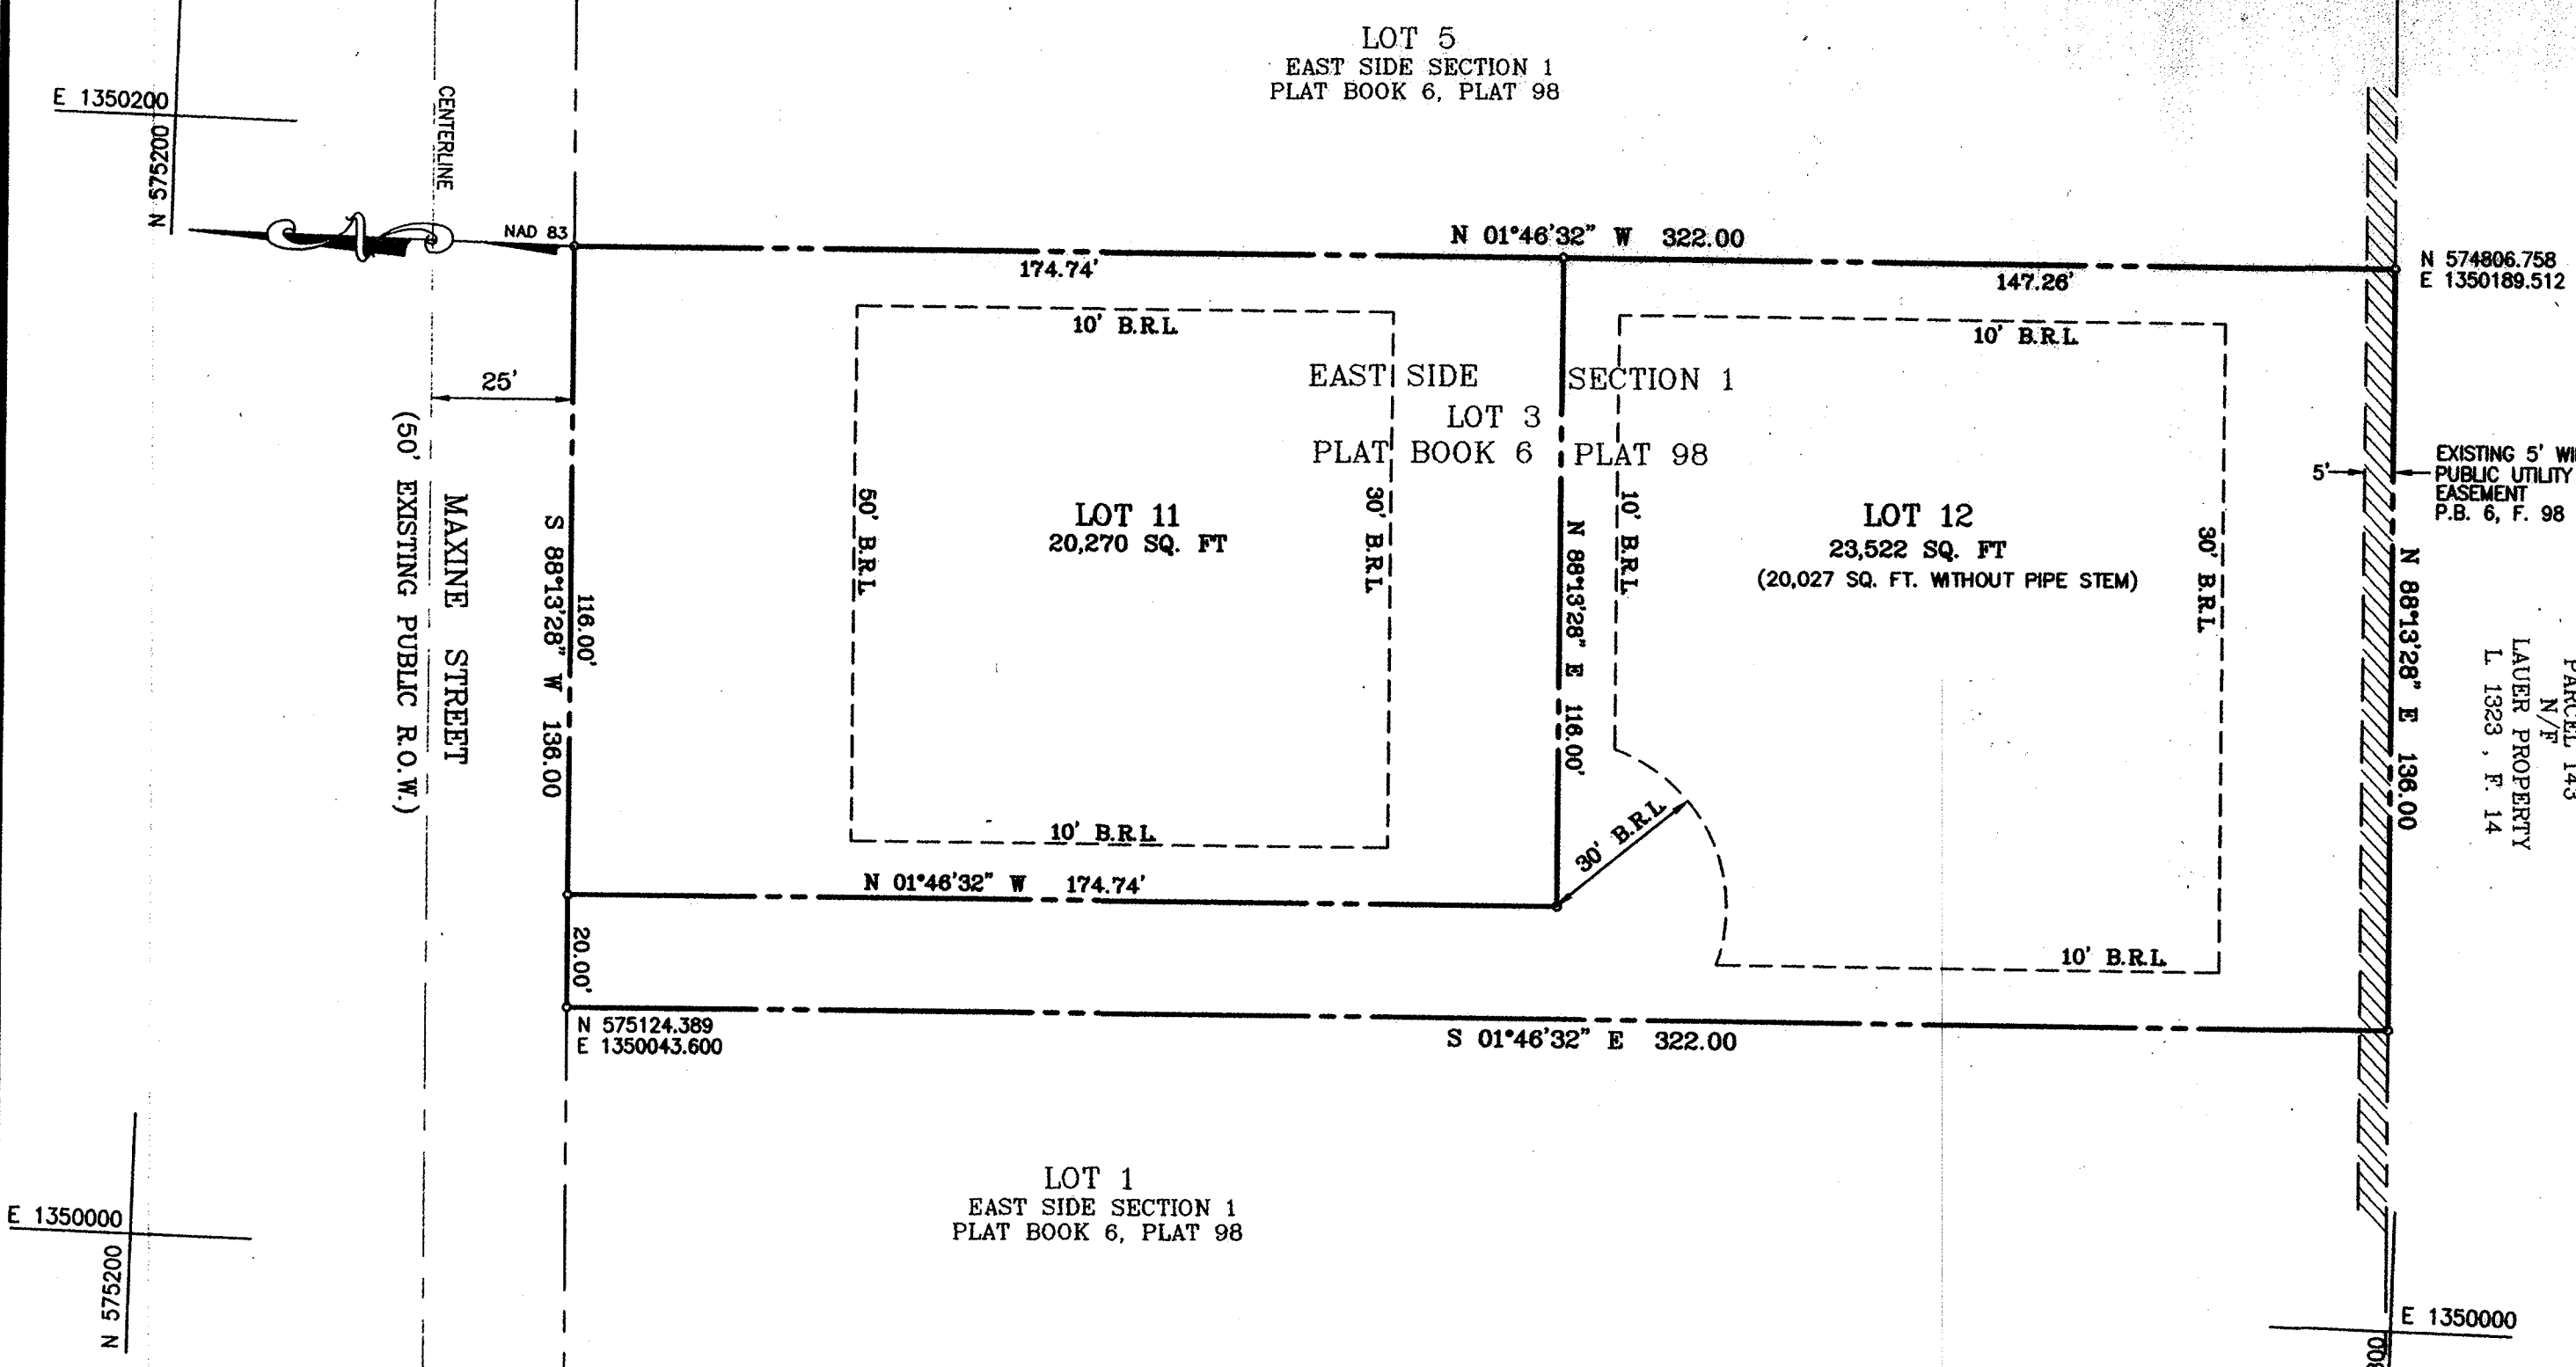 LOT 5
EAST SIDE SECTION 1
PLAT BOOK 6, PLAT 98
E 1350200
N 575200
CENTERLINE
NAD 83
N 01°46'32" W 322.00
174.74'
147.26'
N 574806.758
E 1350189.512
10' B.R.L.
10' B.R.L.
25'
EAST SIDE SECTION 1
LOT 3
PLAT BOOK 6 PLAT 98
EXISTING 5'
PUBLIC UTILITY
EASEMENT
P.B. 6, F. 98
5'
MAXINE STREET
(50' EXISTING PUBLIC R.O.W.)
S 88°13'28" W 136.00
116.00'
50' B.R.L.
LOT 11
20,270 SQ. FT
30' B.R.L.
N 88°13'28" E 116.00'
10' B.R.L.
LOT 12
23,522 SQ. FT
(20,027 SQ. FT. WITHOUT PIPE STEM)
30' B.R.L.
N 88°13'28" E 136.00
PARCEL 143
N/F
LAUER PROPERTY
L. 1323 , F. 14
10' B.R.L.
30' B.R.L.
N 01°46'32" W 174.74'
20.00'
10' B.R.L.
N 575124.389
E 1350043.600
S 01°46'32" E 322.00
LOT 1
EAST SIDE SECTION 1
PLAT BOOK 6, PLAT 98
E 1350000
N 575200
E 1350000